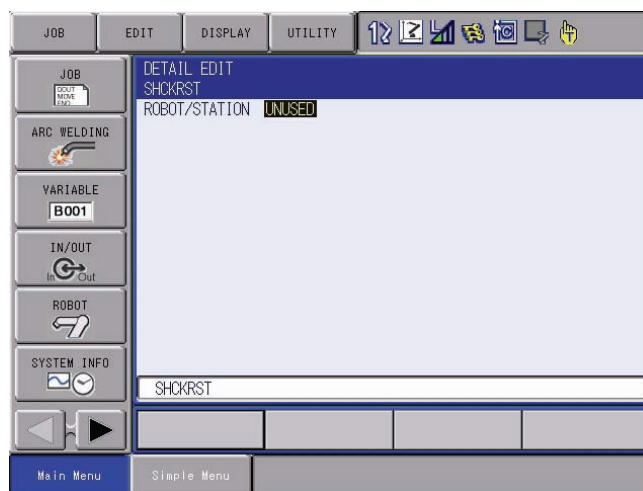 JOB
EDIT
DISPLAY
UTILITY
JOB
DOUT
MOVE
END
ARC WELDING
VARIABLE
B001
IN/OUT
In Out
ROBOT
SYSTEM INFO
DETAIL EDIT
SHCKRST
ROBOT/STATION UNUSED
SHCKRST
Main Menu
Simple Menu